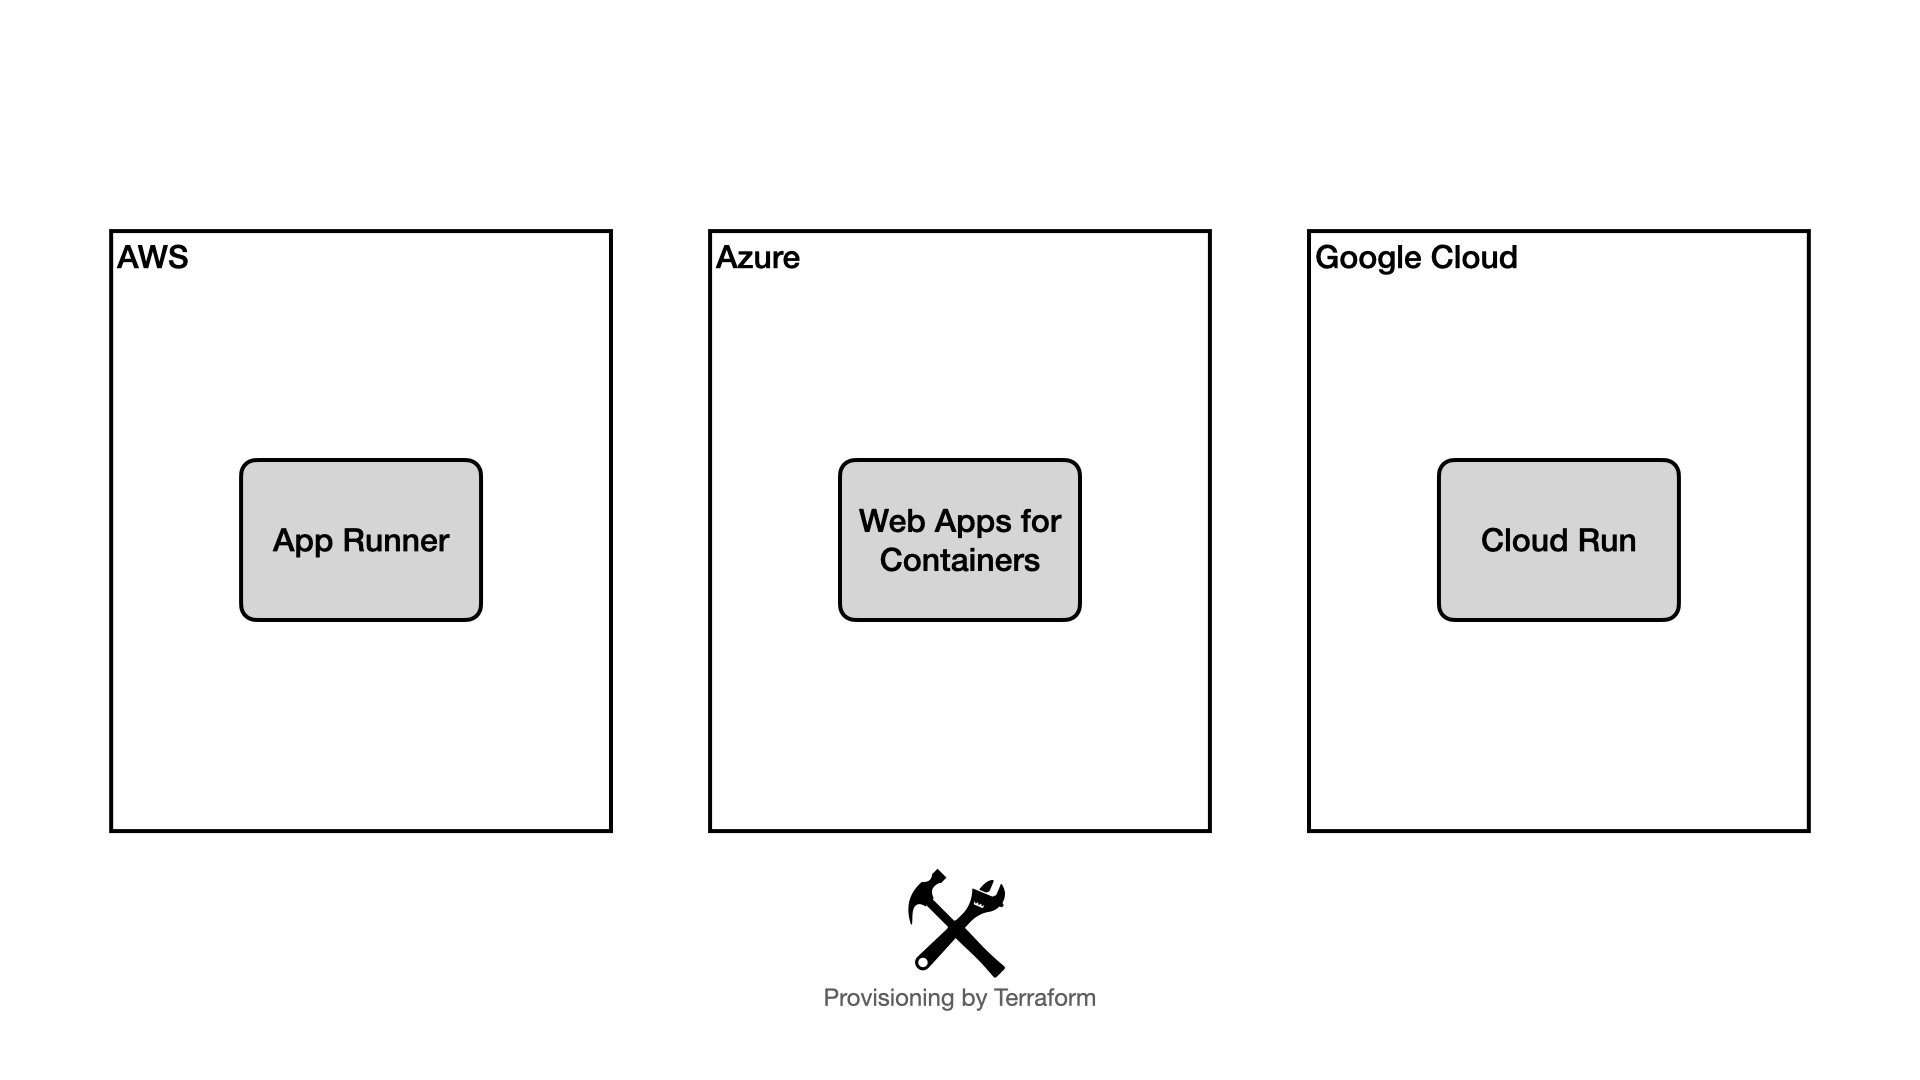 AWS
Azure
Google Cloud
App Runner
Web Apps for
Containers
Cloud Run
Provisioning by Terraform